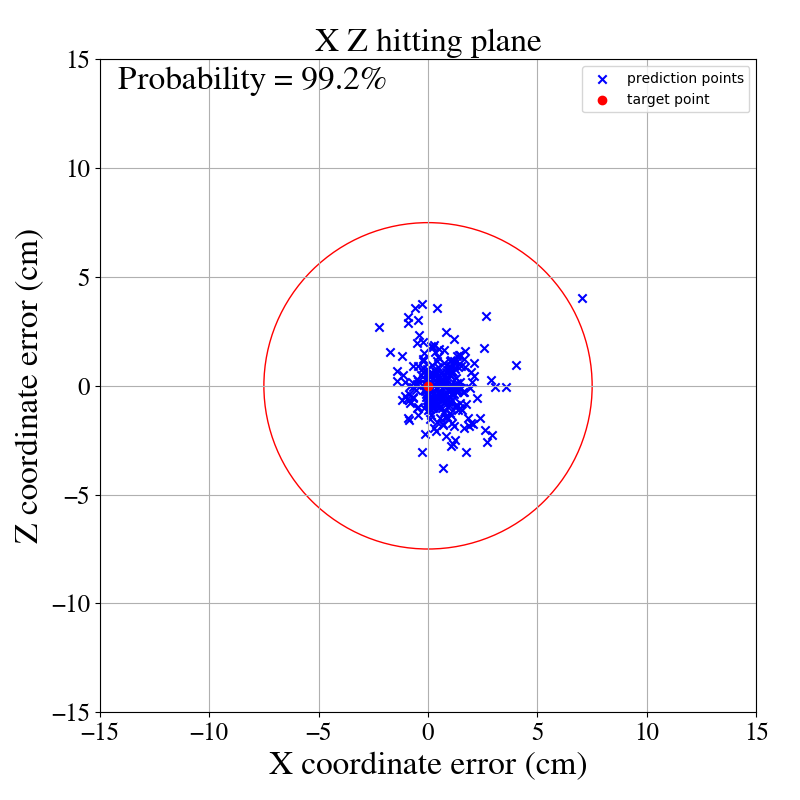 X Z hitting plane
Probability = 99.2%
prediction points
target point
Z coordinate error (cm)
15
10
5
0
−5
−10
−15
−15
−10
−5
0
5
10
15
X coordinate error (cm)